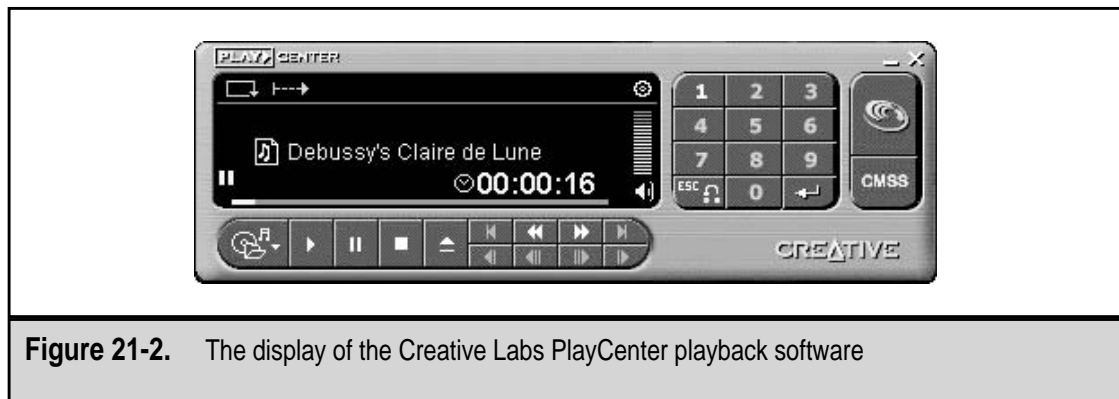 PLAY CENTER
Debussy's Claire de Lune
00:00:16
1 2 3
4 5 6
7 8 9
ESC 0
CMSS
CREATIVE
Figure 21-2. The display of the Creative Labs PlayCenter playback software